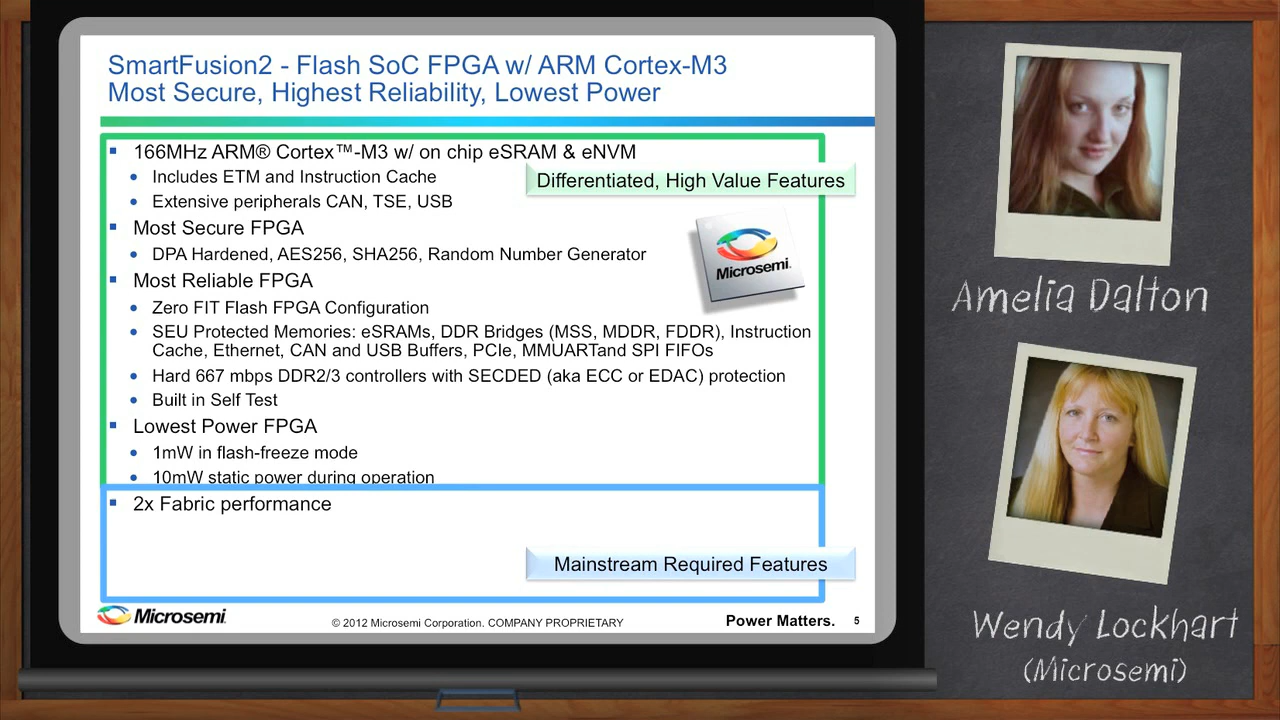 SmartFusion2 - Flash SoC FPGA w/ ARM Cortex-M3
Most Secure, Highest Reliability, Lowest Power
166MHz ARM® Cortex™-M3 w/ on chip eSRAM & eNVM
Includes ETM and Instruction Cache
Differentiated, High Value Features
Extensive peripherals CAN, TSE, USB
Most Secure FPGA
DPA Hardened, AES256, SHA256, Random Number Generator
Microsemi.
Most Reliable FPGA
Zero FIT Flash FPGA Configuration
SEU Protected Memories: eSRAMs, DDR Bridges (MSS, MDDR, FDDR), Instruction
Cache, Ethernet, CAN and USB Buffers, PCIe, MMUARTand SPI FIFOs
Hard 667 mbps DDR2/3 controllers with SECDED (aka ECC or EDAC) protection
Built in Self Test
Lowest Power FPGA
1mW in flash-freeze mode
10mW static power during operation
2x Fabric performance
Mainstream Required Features
Microsemi.
© 2012 Microsemi Corporation. COMPANY PROPRIETARY
Power Matters.
5
Amelia Dalton
Wendy Lockhart
(Microsemi)